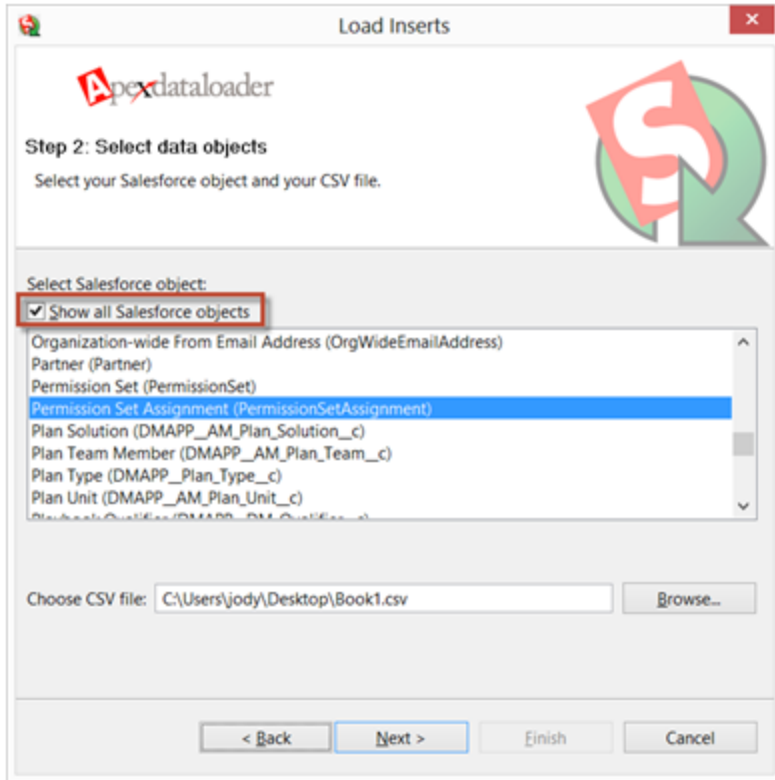 Load Inserts
Apexdataloader
Step 2: Select data objects
Select your Salesforce object and your CSV file.
Select Salesforce object:
Show all Salesforce objects
Organization-wide From Email Address (OrgWideEmailAddress)
Partner (Partner)
Permission Set (PermissionSet)
Permission Set Assignment (PermissionSetAssignment)
Plan Solution (DMAPP__AM_Plan_Solution__c)
Plan Team Member (DMAPP__AM_Plan_Team__c)
Plan Type (DMAPP__Plan_Type__c)
Plan Unit (DMAPP__AM_Plan_Unit__c)
Choose CSV file: C:\Users\jody\Desktop\Book1.csv Browse...
< Back Next > Finish Cancel